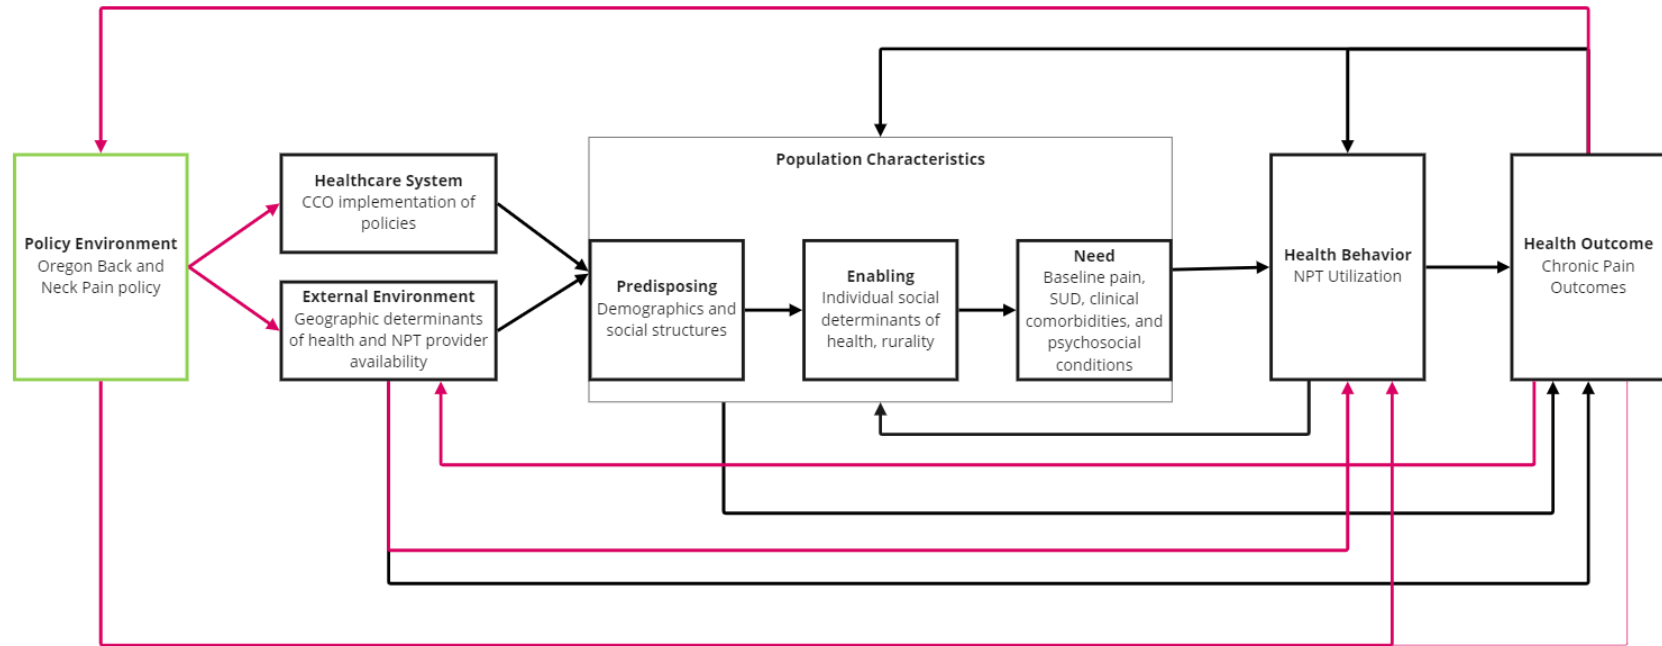 Policy Environment
Oregon Back and
Neck Pain policy
Healthcare System
CCO implementation of
policies
External Environment
Geographic determinants
of health and NPT provider
availability
Population Characteristics
Predisposing
Demographics and
social structures
Enabling
Individual social
determinants of
health, rurality
Need
Baseline pain,
SUD, clinical
comorbidities, and
psychosocial
conditions
Health Behavior
NPT Utilization
Health Outcome
Chronic Pain
Outcomes